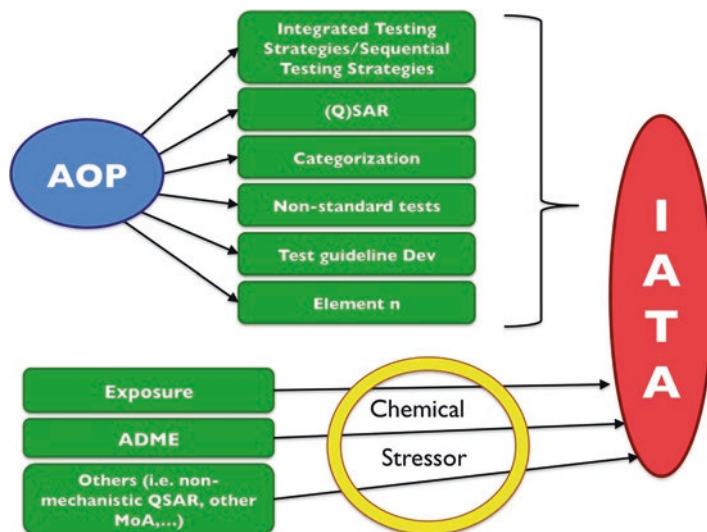 Integrated Testing
Strategies/Sequential
Testing Strategies
(Q)SAR
AOP
Categorization
Non-standard tests
Test guideline Dev
Element n
I
A
T
A
Exposure
Chemical
ADME
Stressor
Others (i.e. non-
mechanistic QSAR, other
MoA,...)